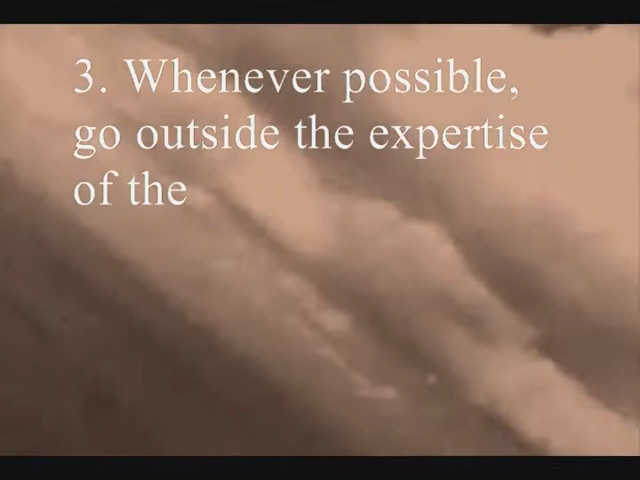 3. Whenever possible,
go outside the expertise
of the